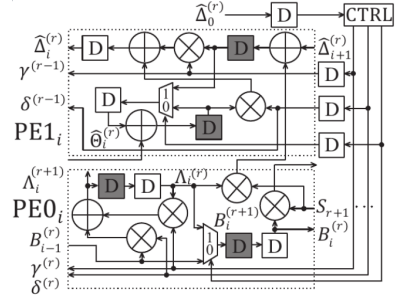 Δ̂₀⁽ʳ⁾ D CTRL
Δ̂ᵢ⁽ʳ⁾ D D Δ̂ᵢ₊₁⁽ʳ⁾
γ⁽ʳ⁻¹⁾ D
D 1 0
δ⁽ʳ⁻¹⁾ D
PE1ᵢ Θ̂ᵢ⁽ʳ⁾ D D
Λᵢ⁽ʳ⁺¹⁾ D D Λᵢ⁽ʳ⁾
PE0ᵢ Bᵢ⁽ʳ⁺¹⁾ Sᵣ₊₁ ...
Bᵢ₋₁⁽ʳ⁾ 1 0 D D Bᵢ⁽ʳ⁾
γ⁽ʳ⁾
δ⁽ʳ⁾